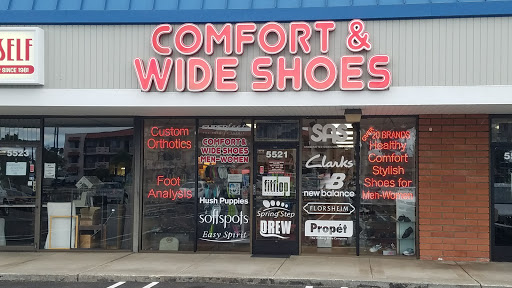 SELF
SINCE 1981
COMFORT &
WIDE SHOES
5523
Custom
Orthotics
Foot
Analysis
COMFORT &
WIDE SHOES
MEN-WOMEN
Hush Puppies
softspots
Easy Spirit
5521
fitflop
Spring Step
DREW
SAS
Clarks
new balance
FLORSHEIM
Propét
20 BRANDS
Healthy
Comfort
Stylish
Shoes for
Men-Women